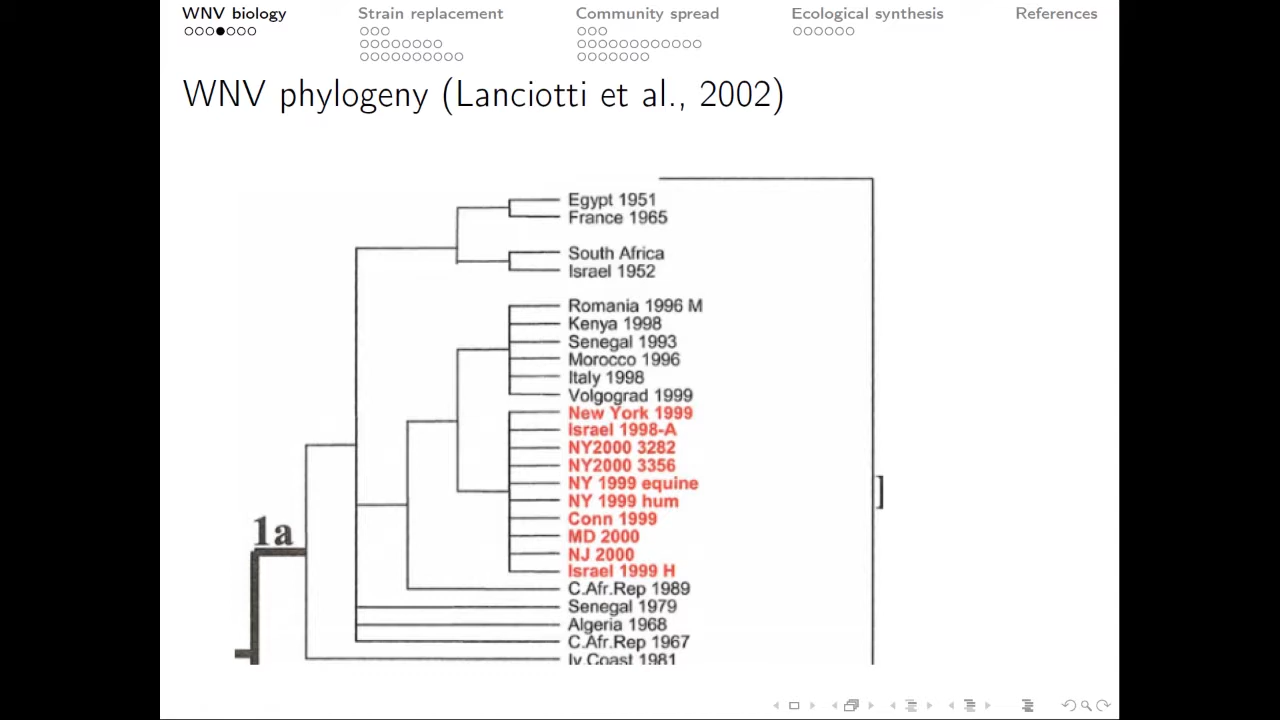 WNV biology Strain replacement Community spread Ecological synthesis References
WNV phylogeny (Lanciotti et al., 2002)
Egypt 1951
France 1965
South Africa
Israel 1952
Romania 1996 M
Kenya 1998
Senegal 1993
Morocco 1996
Italy 1998
Volgograd 1999
New York 1999
Israel 1998-A
NY2000 3282
NY2000 3356
NY 1999 equine
NY 1999 hum
Conn 1999
MD 2000
NJ 2000
Israel 1999 H
1a
C.Afr.Rep 1989
Senegal 1979
Algeria 1968
C.Afr.Rep 1967
Iv.Coast 1981